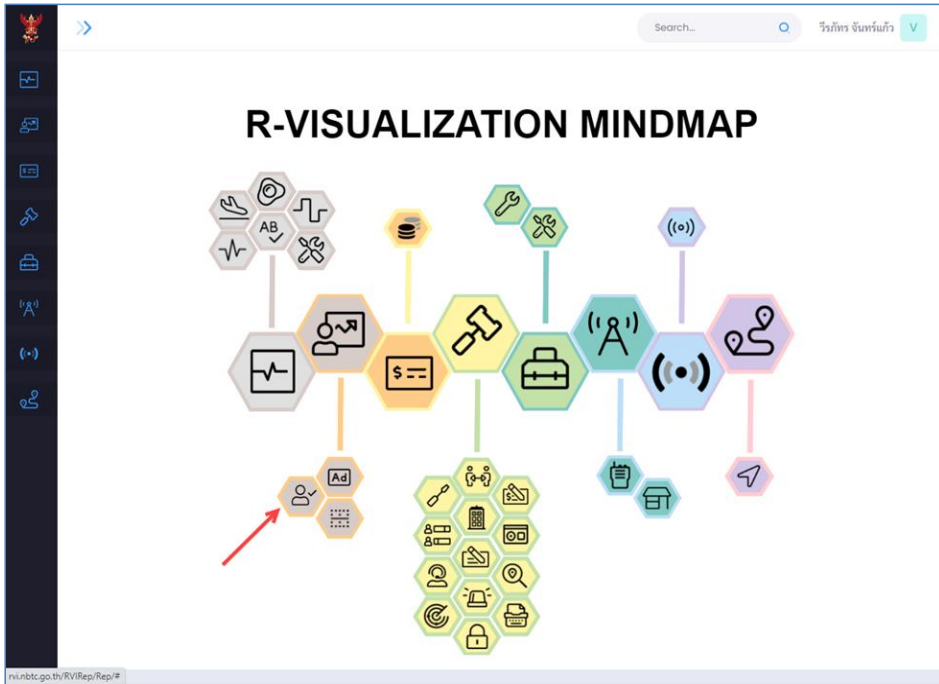 Search...
วีรภัทร จันทร์แก้ว
V
R-VISUALIZATION MINDMAP
AB
$
Ad
$
rvi.nbtc.go.th/RVIRep/Rep/#